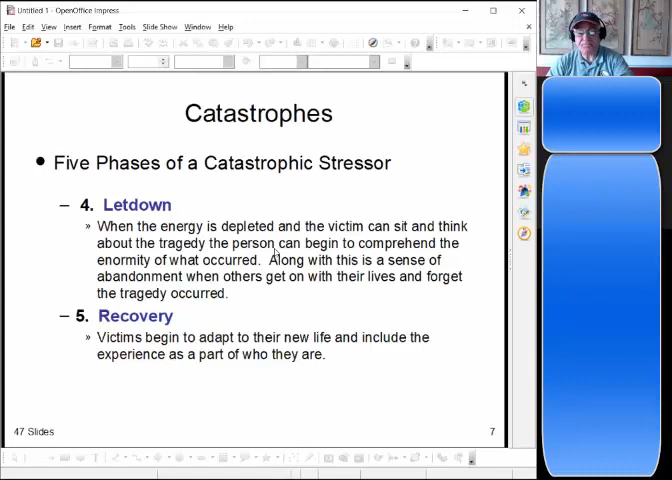 Untitled 1 - OpenOffice Impress
File Edit View Insert Format Tools Slide Show Window Help
Catastrophes
• Five Phases of a Catastrophic Stressor
– 4. Letdown
» When the energy is depleted and the victim can sit and think
about the tragedy the person can begin to comprehend the
enormity of what occurred. Along with this is a sense of
abandonment when others get on with their lives and forget
the tragedy occurred.
– 5. Recovery
» Victims begin to adapt to their new life and include the
experience as a part of who they are.
47 Slides
7